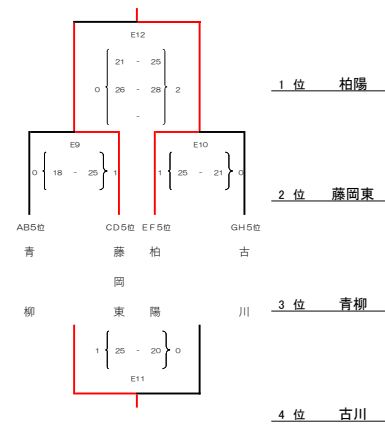 E12
21 - 25
0 26 - 28 2
-
1 位 柏陽
E9 E10
0 18 - 25 1 1 25 - 21 0
2 位 藤岡東
AB5位 CD5位 EF5位 GH5位
青柳 藤岡東 柏陽 古川
3 位 青柳
1 25 - 20 0
E11
4 位 古川